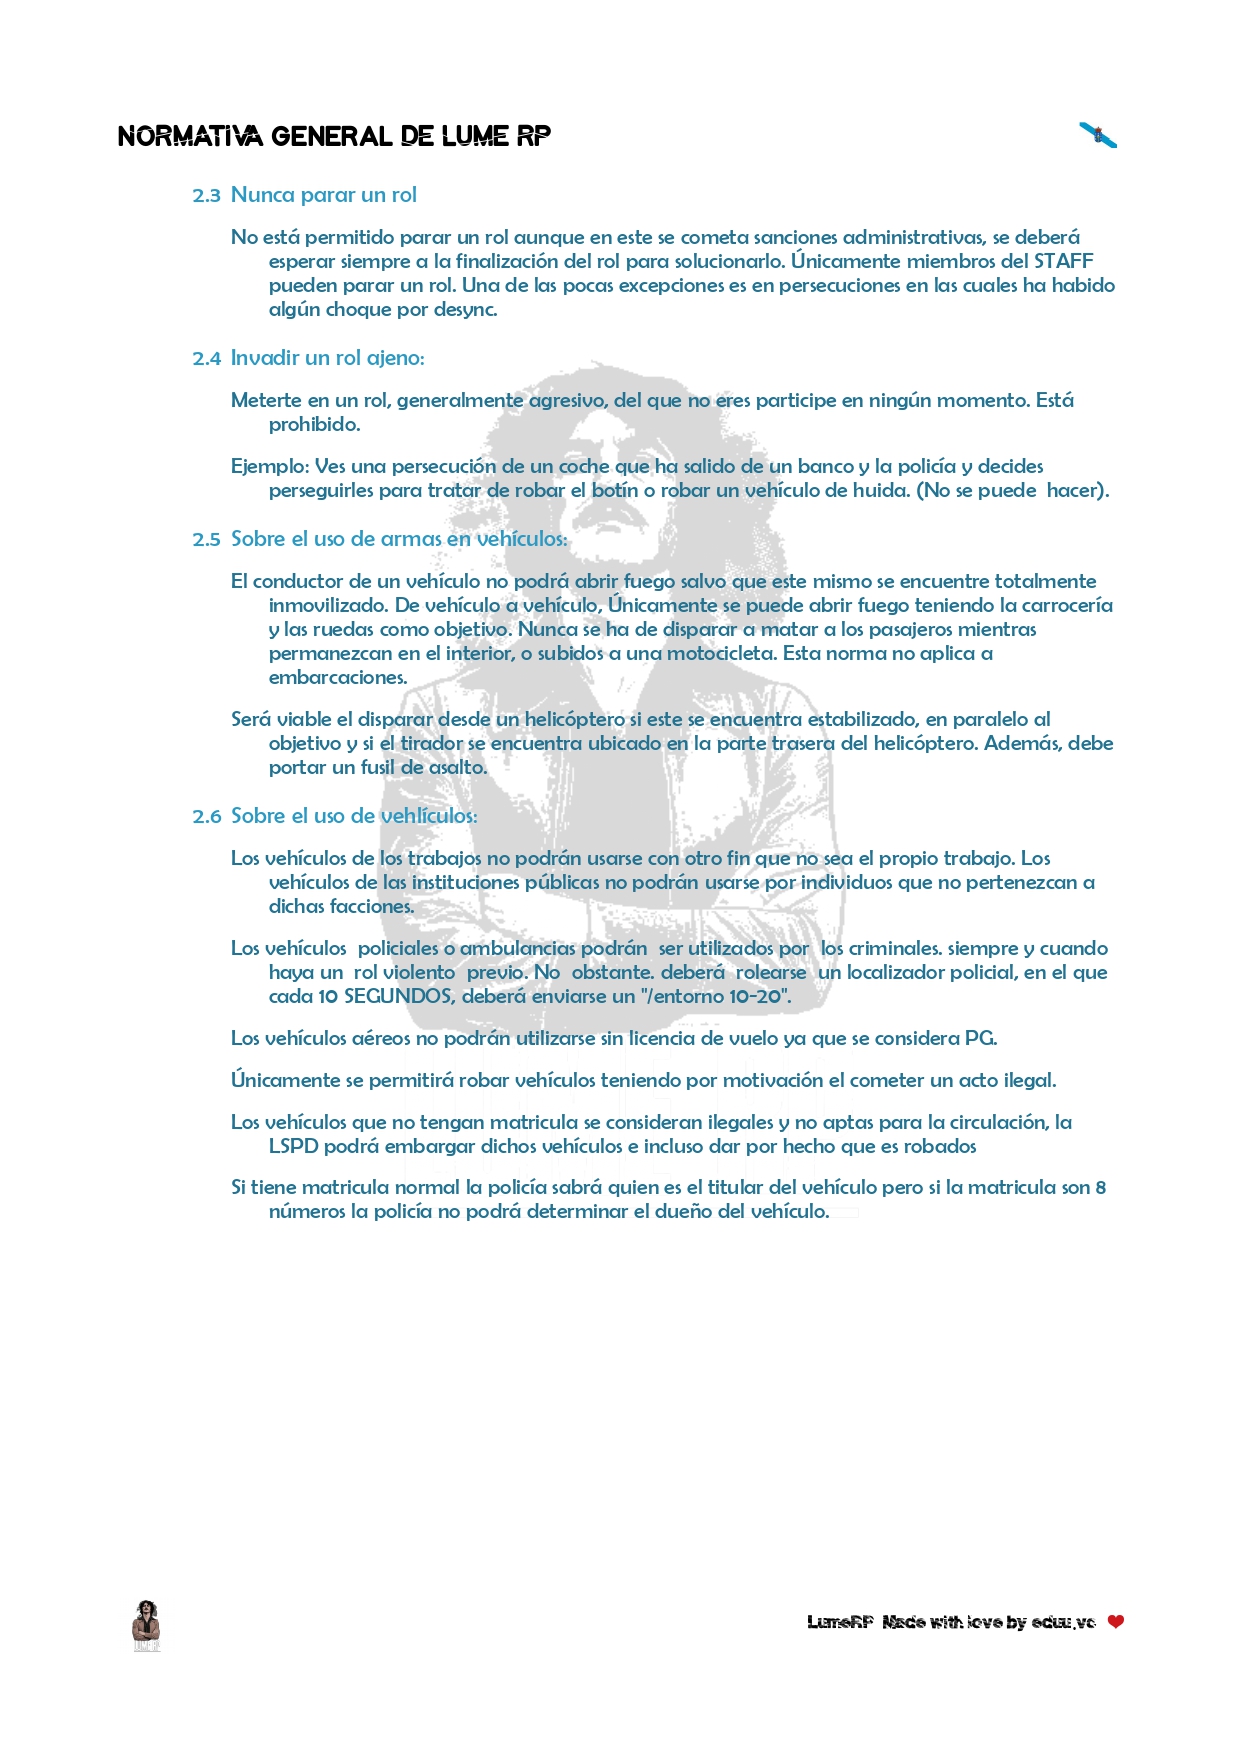 NORMATIVA GENERAL DE LUME RP
2.3 Nunca parar un rol
No está permitido parar un rol aunque en este se cometa sanciones administrativas, se deberá
esperar siempre a la finalización del rol para solucionarlo. Únicamente miembros del STAFF
pueden parar un rol. Una de las pocas excepciones es en persecuciones en las cuales ha habido
algún choque por desync.
2.4 Invadir un rol ajeno:
Meterte en un rol, generalmente agresivo, del que no eres participe en ningún momento. Está
prohibido.
Ejemplo: Ves una persecución de un coche que ha salido de un banco y la policía y decides
perseguirles para tratar de robar el botín o robar un vehículo de huida. (No se puede hacer).
2.5 Sobre el uso de armas en vehículos:
El conductor de un vehículo no podrá abrir fuego salvo que este mismo se encuentre totalmente
inmovilizado. De vehículo a vehículo, Únicamente se puede abrir fuego teniendo la carrocería
y las ruedas como objetivo. Nunca se ha de disparar a matar a los pasajeros mientras
permanezcan en el interior, o subidos a una motocicleta. Esta norma no aplica a
embarcaciones.
Será viable el disparar desde un helicóptero si este se encuentra estabilizado, en paralelo al
objetivo y si el tirador se encuentra ubicado en la parte trasera del helicóptero. Además, debe
portar un fusil de asalto.
2.6 Sobre el uso de vehlículos:
Los vehículos de los trabajos no podrán usarse con otro fin que no sea el propio trabajo. Los
vehículos de las instituciones públicas no podrán usarse por individuos que no pertenezcan a
dichas facciones.
Los vehículos policiales o ambulancias podrán ser utilizados por los criminales. siempre y cuando
haya un rol violento previo. No obstante. deberá rolearse un localizador policial, en el que
cada 10 SEGUNDOS, deberá enviarse un "/entorno 10-20".
Los vehículos aéreos no podrán utilizarse sin licencia de vuelo ya que se considera PG.
Únicamente se permitirá robar vehículos teniendo por motivación el cometer un acto ilegal.
Los vehículos que no tengan matricula se consideran ilegales y no aptas para la circulación, la
LSPD podrá embargar dichos vehículos e incluso dar por hecho que es robados
Si tiene matricula normal la policía sabrá quien es el titular del vehículo pero si la matricula son 8
números la policía no podrá determinar el dueño del vehículo.
LUME RP
LumeRP Made with love by eduu.vc